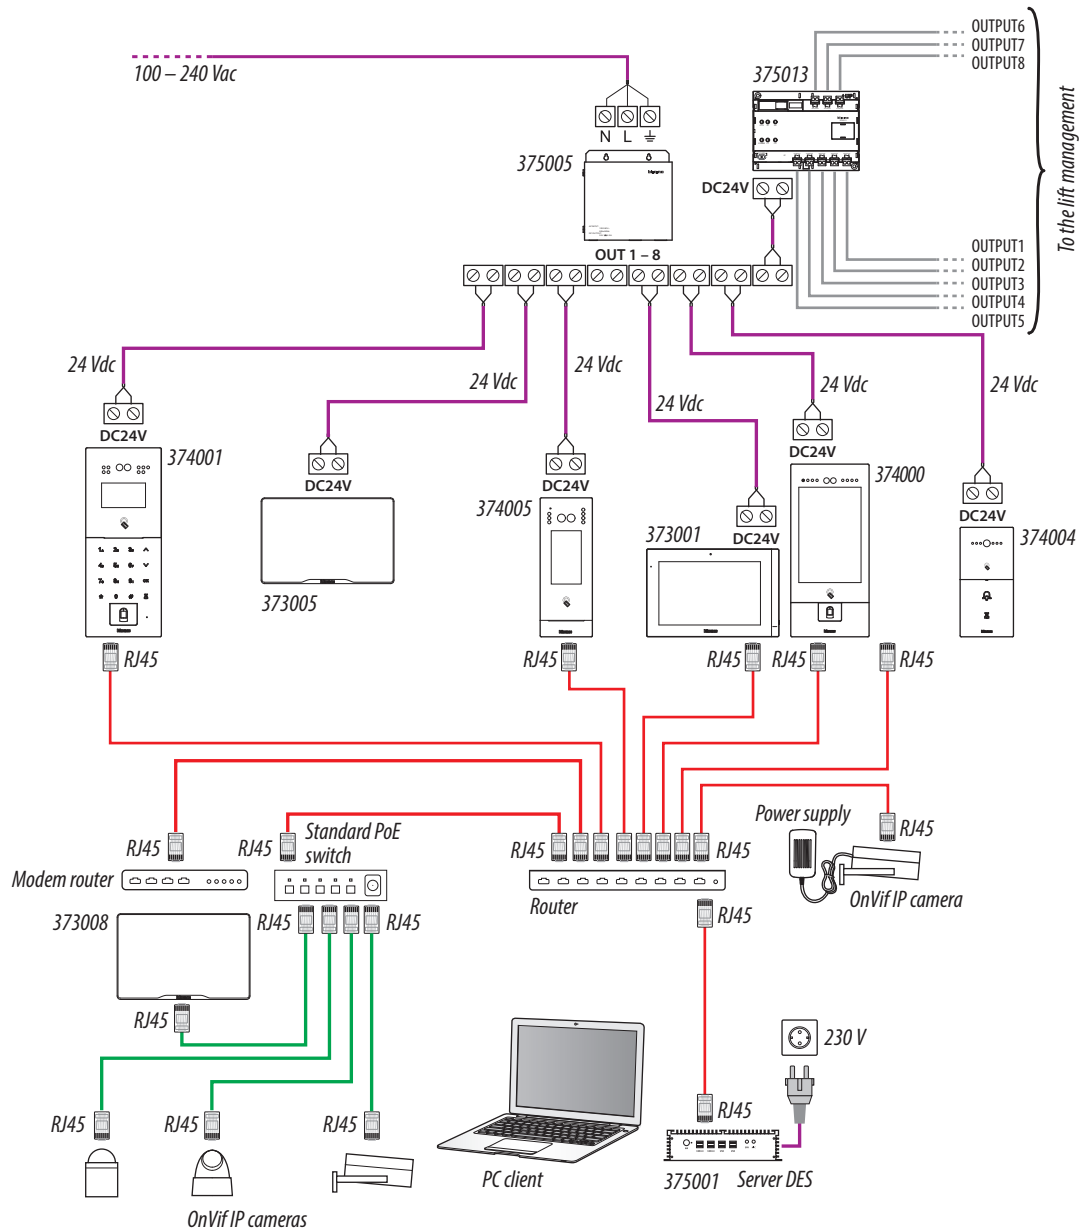 OUTPUT6
OUTPUT7
OUTPUT8
100 – 240 Vac
375013
To the lift management
N L
375005
DC24V
OUT 1 – 8
OUTPUT1
OUTPUT2
OUTPUT3
OUTPUT4
OUTPUT5
24 Vdc
24 Vdc
24 Vdc
24 Vdc
24 Vdc
24 Vdc
DC24V
374001
DC24V
DC24V
DC24V
374000
374005
373001
DC24V
DC24V
374004
373005
RJ45
RJ45
RJ45
RJ45
RJ45
Power supply
RJ45
RJ45
RJ45
Standard PoE
switch
RJ45
RJ45
Modem router
Router
OnVif IP camera
373008
RJ45
RJ45
RJ45
RJ45
230 V
RJ45
RJ45
RJ45
RJ45
PC client
375001
Server DES
OnVif IP cameras